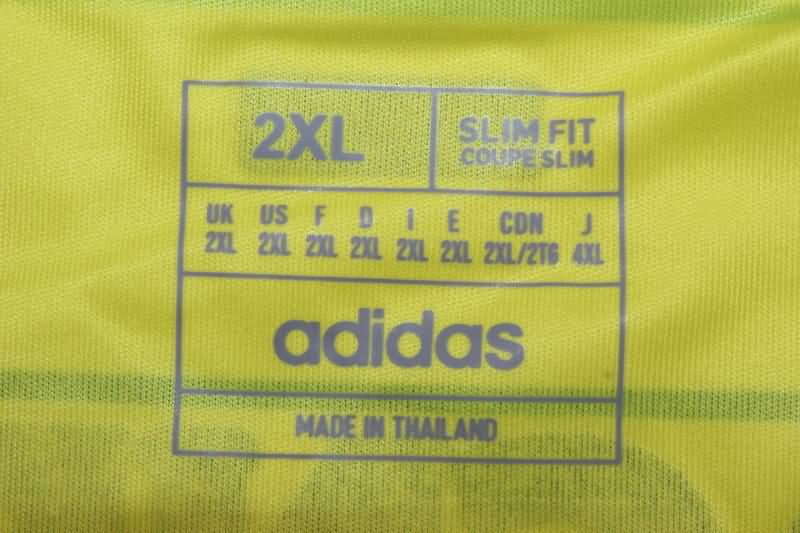 2XL
SLIM FIT
COUPE SLIM
UK US F D I E CDN J
2XL 2XL 2XL 2XL 2XL 2XL 2XL/2TG 4XL
adidas
MADE IN THAILAND